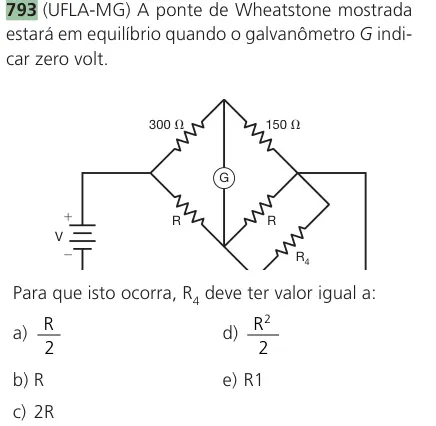 793 (UFLA-MG) A ponte de Wheatstone mostrada
estará em equilíbrio quando o galvanômetro G indi-
car zero volt.
300 Ω
150 Ω
G
R
R
+
V
–
R₄
Para que isto ocorra, R₄ deve ter valor igual a:
a) R/2
d) R²/2
b) R
e) R1
c) 2R